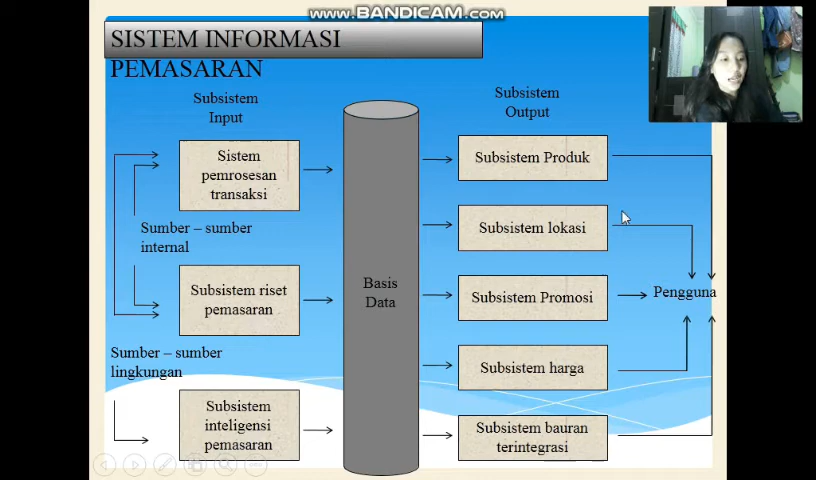 WWW.BANDICAM.COM
SISTEM INFORMASI
PEMASARAN
Subsistem
Input
Subsistem
Output
Sistem
pemrosesan
transaksi
Sumber – sumber
internal
Subsistem riset
pemasaran
Sumber – sumber
lingkungan
Subsistem
inteligensi
pemasaran
Basis
Data
Subsistem Produk
Subsistem lokasi
Subsistem Promosi
Subsistem harga
Subsistem bauran
terintegrasi
Pengguna